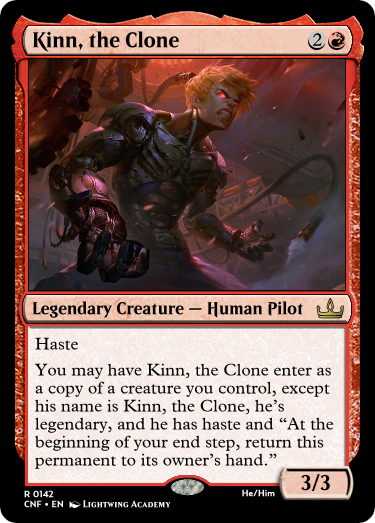 Kinn, the Clone 2
Legendary Creature — Human Pilot
Haste
You may have Kinn, the Clone enter as
a copy of a creature you control, except
his name is Kinn, the Clone, he's
legendary, and he has haste and “At the
beginning of your end step, return this
permanent to its owner's hand.”
3/3
R 0142 He/Him
CNF • EN LIGHTWING ACADEMY